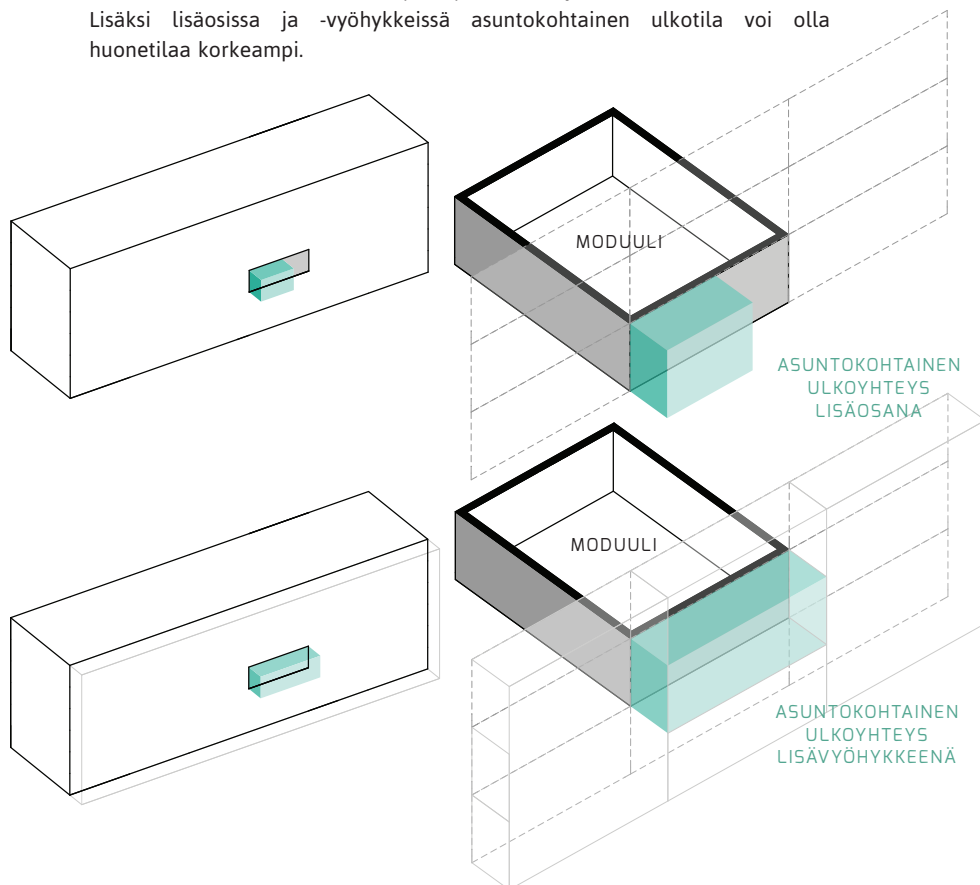 Lisäksi lisäosissa ja -vyöhykkeissä asuntokohtainen ulkotila voi olla
huonetilaa korkeampi.
MODUULI
ASUNTOKOHTAINEN
ULKOYHTEYS
LISÄOSANA
MODUULI
ASUNTOKOHTAINEN
ULKOYHTEYS
LISÄVYÖHYKKEENÄ